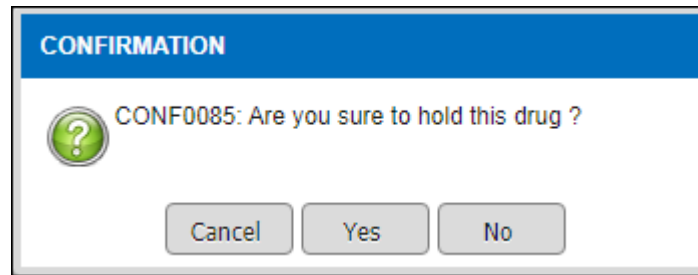 CONFIRMATION
CONF0085: Are you sure to hold this drug ?
Cancel Yes No